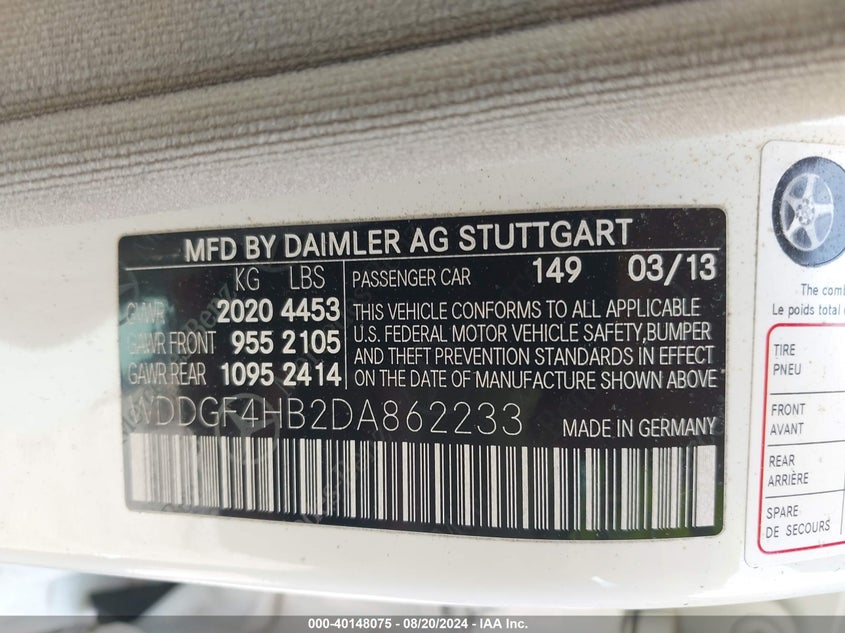 MFD BY DAIMLER AG STUTTGART
KG LBS
PASSENGER CAR 149 03/13
GVWR 2020 4453
GAWR FRONT 955 2105
GAWR REAR 1095 2414
THIS VEHICLE CONFORMS TO ALL APPLICABLE
U.S. FEDERAL MOTOR VEHICLE SAFETY,BUMPER
AND THEFT PREVENTION STANDARDS IN EFFECT
ON THE DATE OF MANUFACTURE SHOWN ABOVE
WDDGF4HB2DA862233
MADE IN GERMANY
The comb
Le poids total
TIRE
PNEU
FRONT
AVANT
REAR
ARRIÈRE
SPARE
DE SECOURS
000-40148075 - 08/20/2024 - IAA Inc.